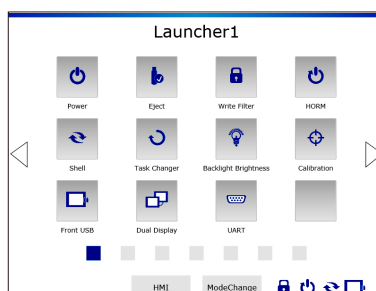 Launcher1
Power Eject Write Filter HORM
Shell Task Changer Backlight Brightness Calibration
Front USB Dual Display UART
HMI ModeChange